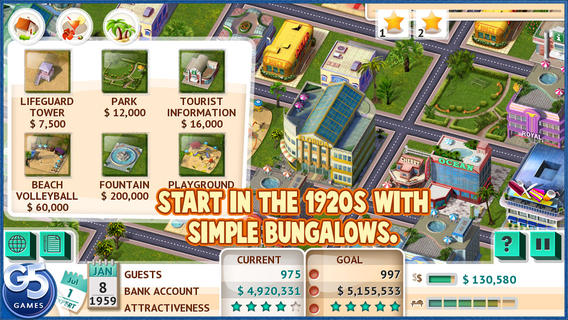 1
2
LIFEGUARD TOWER
$ 7,500
PARK
$ 12,000
TOURIST INFORMATION
$ 16,000
BEACH VOLLEYBALL
$ 60,000
FOUNTAIN
$ 200,000
PLAYGROUND
ROYAL
OCEAN
START IN THE 1920S WITH
SIMPLE BUNGALOWS.
?
CURRENT
GOAL
GUESTS
975
997
BANK ACCOUNT
$ 4,920,331
$ 5,155,533
ATTRACTIVENESS
$ $ 130,580
JAN
8
1959
Jul
1
G5
GAMES